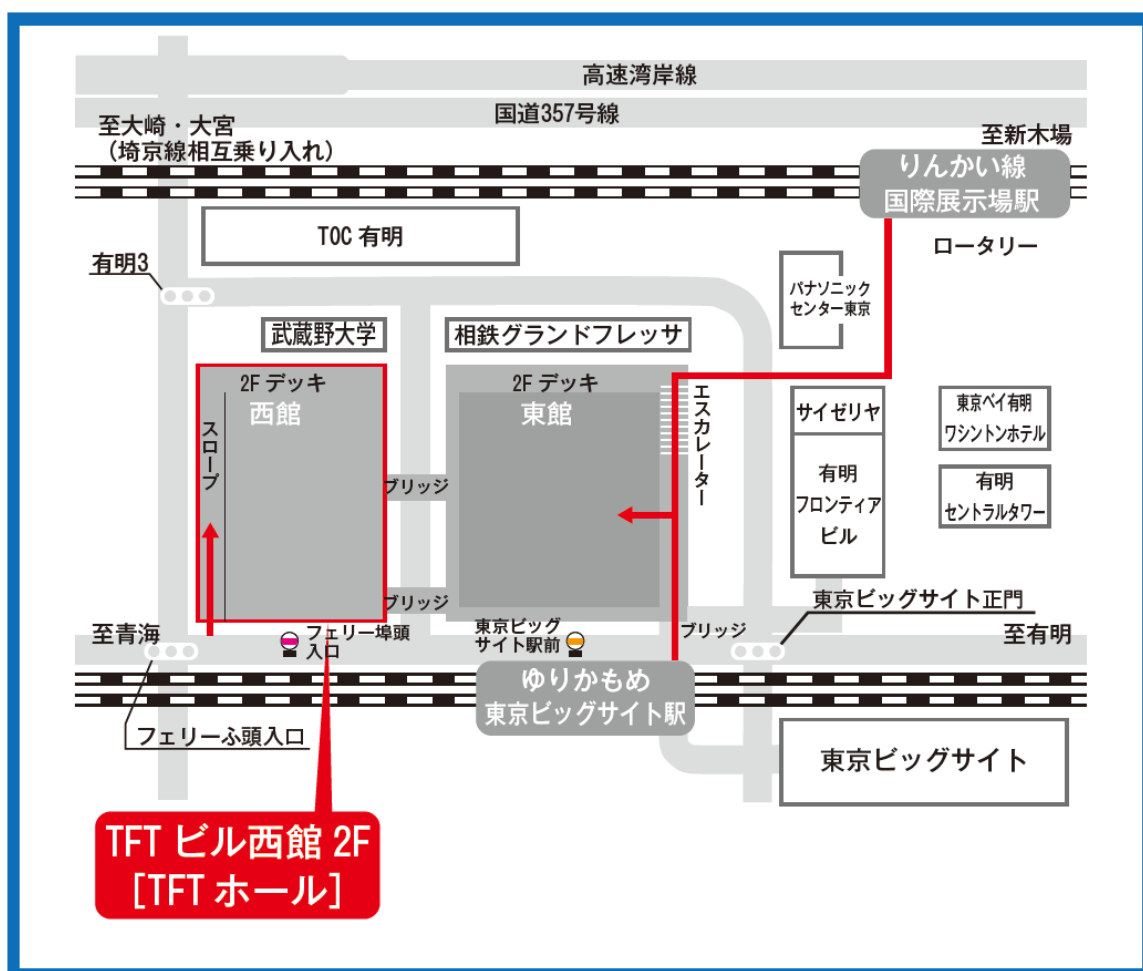 高速湾岸線
国道357号線
至大崎・大宮
（埼京線相互乗り入れ）
至新木場
りんかい線
国際展示場駅
TOC 有明
ロータリー
有明3
パナソニック
センター東京
武蔵野大学
相鉄グランドフレッサ
2F デッキ
西館
2F デッキ
東館
スロープ
エスカレーター
サイゼリヤ
有明
フロンティア
ビル
東京ベイ有明
ワシントンホテル
有明
セントラルタワー
ブリッジ
ブリッジ
東京ビッグサイト正門
至青海
フェリー埠頭
入口
東京ビッグ
サイト駅前
ブリッジ
至有明
ゆりかもめ
東京ビッグサイト駅
フェリーふ頭入口
東京ビッグサイト
TFT ビル西館 2F
［TFT ホール］